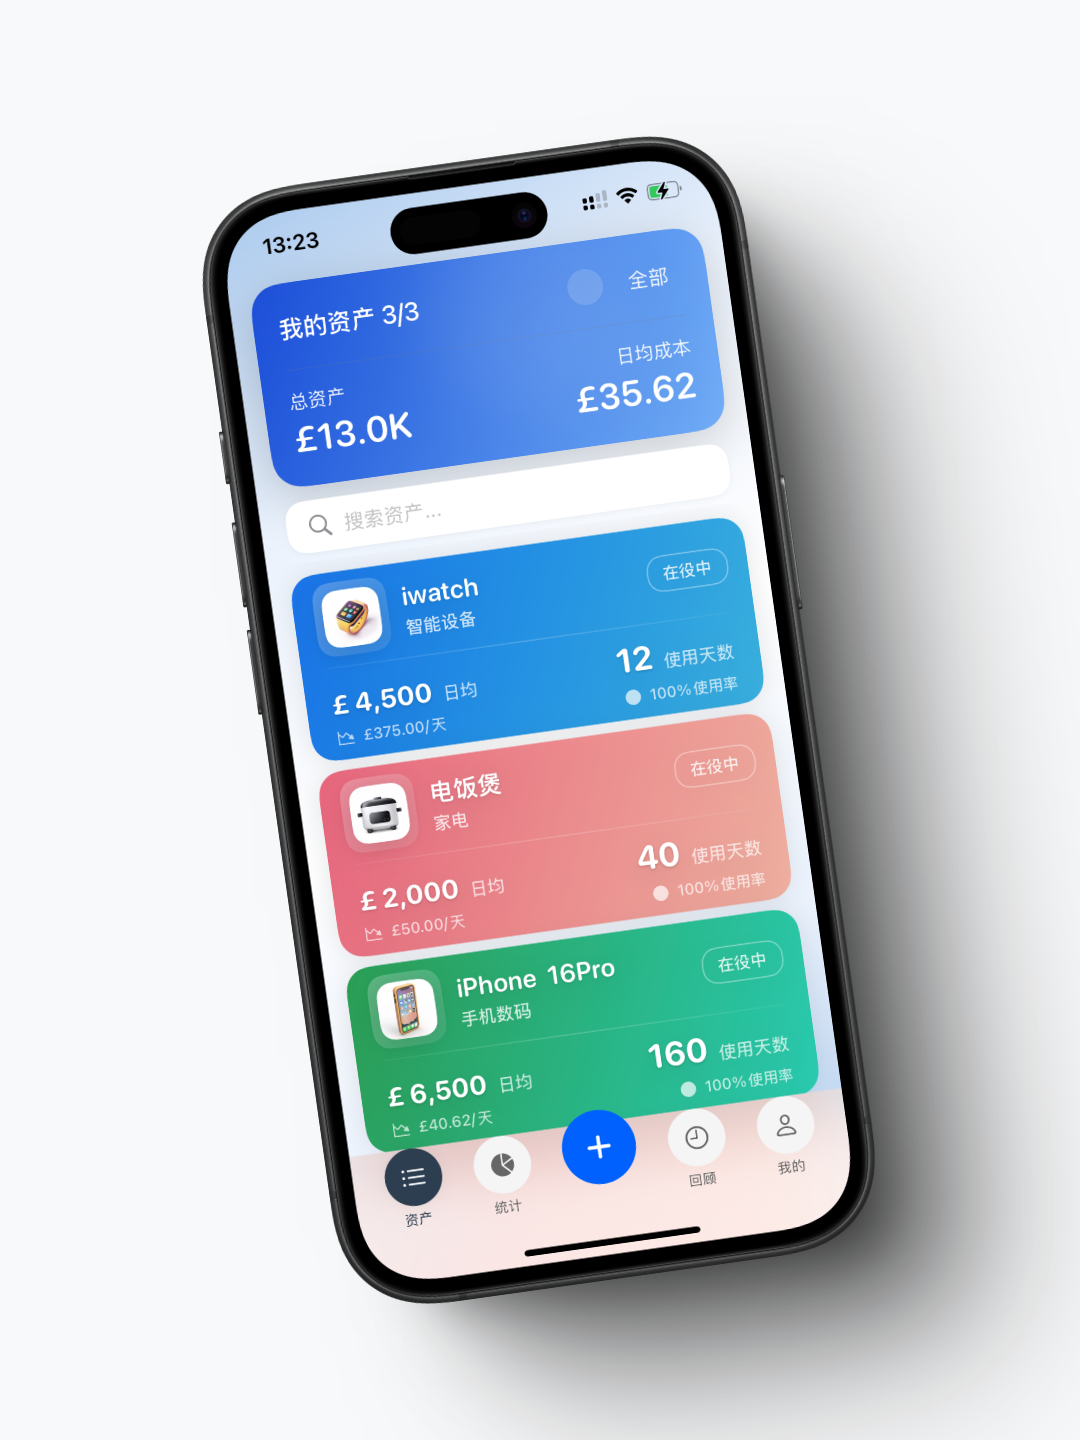 13:23
我的资产 3/3
全部
总资产
£13.0K
日均成本
£35.62
搜索资产...
iwatch
智能设备
在役中
£ 4,500 日均
£375.00/天
12 使用天数
100%使用率
电饭煲
家电
在役中
£ 2,000 日均
£50.00/天
40 使用天数
100%使用率
iPhone 16Pro
手机数码
在役中
£ 6,500 日均
£40.62/天
160 使用天数
100%使用率
资产
统计
回顾
我的